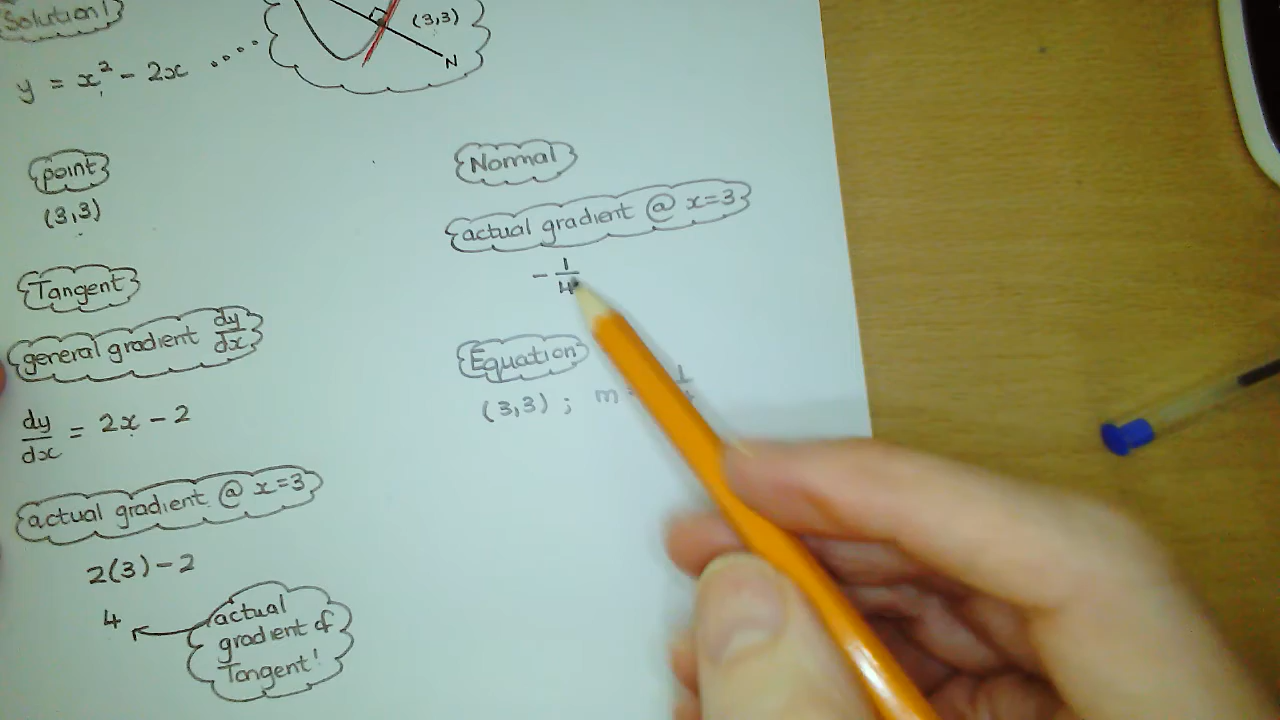 Solution!
(3,3)
N
y = x² - 2x
point
(3,3)
Tangent
general gradient dy/dx
dy/dx = 2x - 2
actual gradient @ x=3
2(3) - 2
4
actual
gradient of
Tangent!
Normal
actual gradient @ x=3
- 1/4
Equation
(3,3) ; m